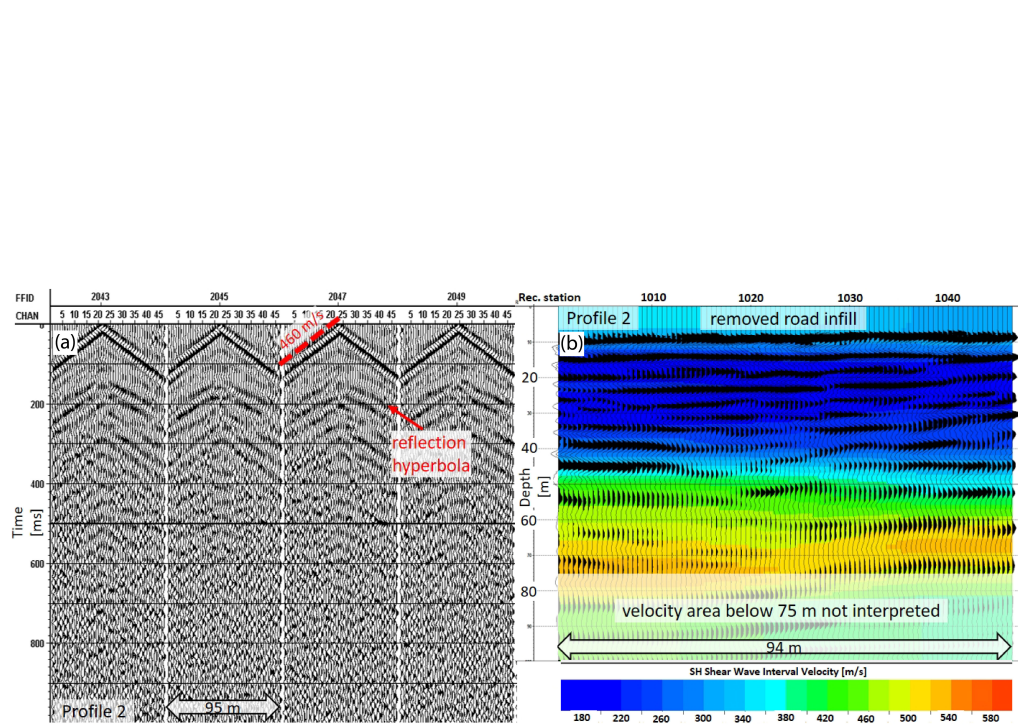 FFID 2043 2045 2047 2049
CHAN 5 10 15 20 25 30 35 40 45 5 10 15 20 25 30 35 40 45 5 10 15 20 25 30 35 40 45 5 10 15 20 25 30 35 40 45
(a)
460 m/s
200
reflection
hyperbola
400
600
800
Time
[ms]
Profile 2
95 m
Rec. station 1010 1020 1030 1040
Profile 2 removed road infill
(b)
10
20
30
40
50
60
70
80
Depth
[m]
velocity area below 75 m not interpreted
94 m
SH Shear Wave Interval Velocity [m/s]
180 220 260 300 340 380 420 460 500 540 580